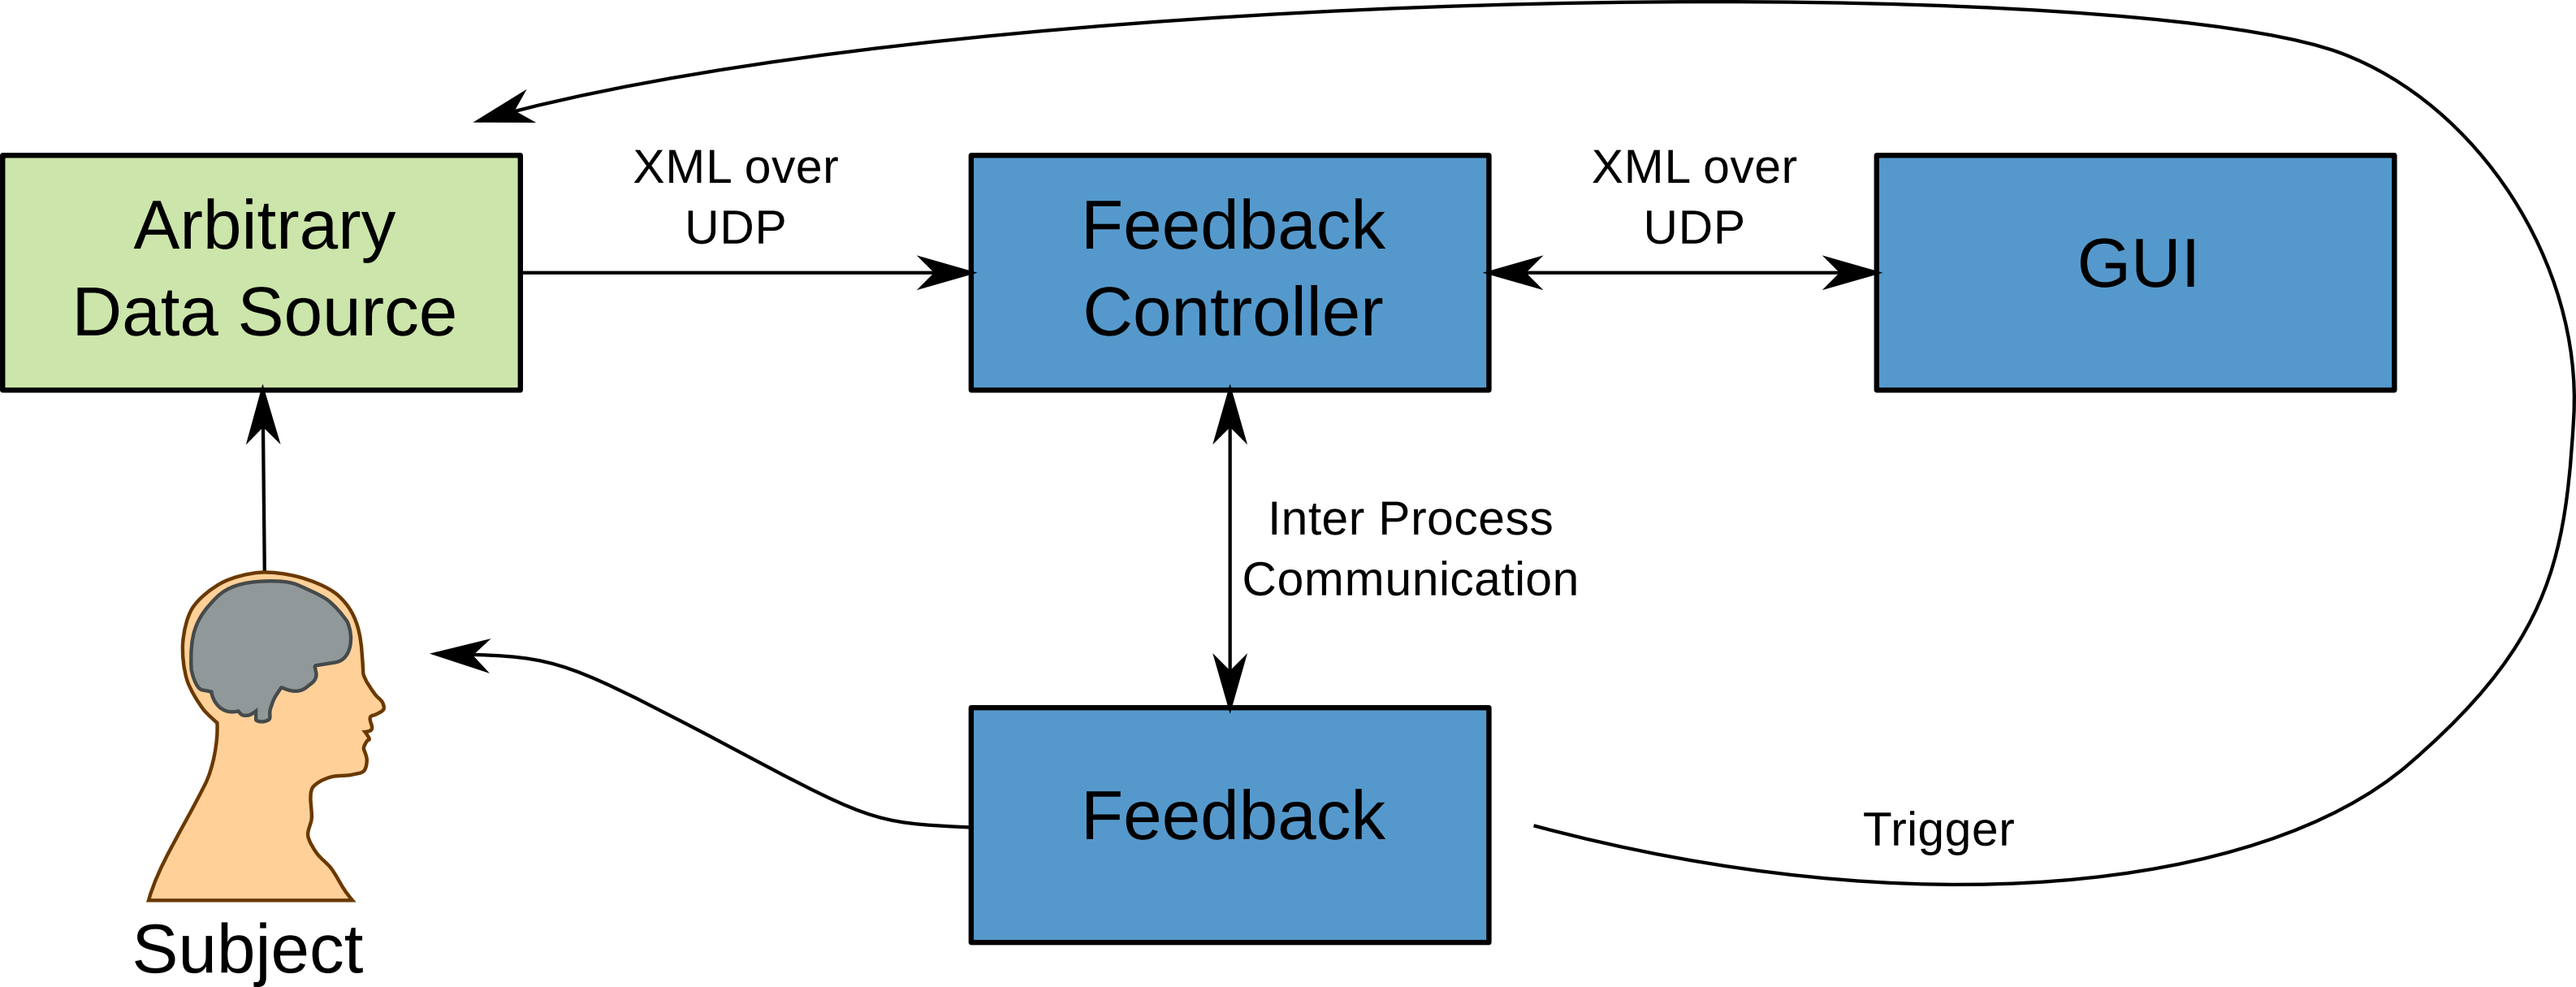 XML over
UDP
XML over
UDP
Arbitrary
Data Source
Feedback
Controller
GUI
Inter Process
Communication
Feedback
Trigger
Subject